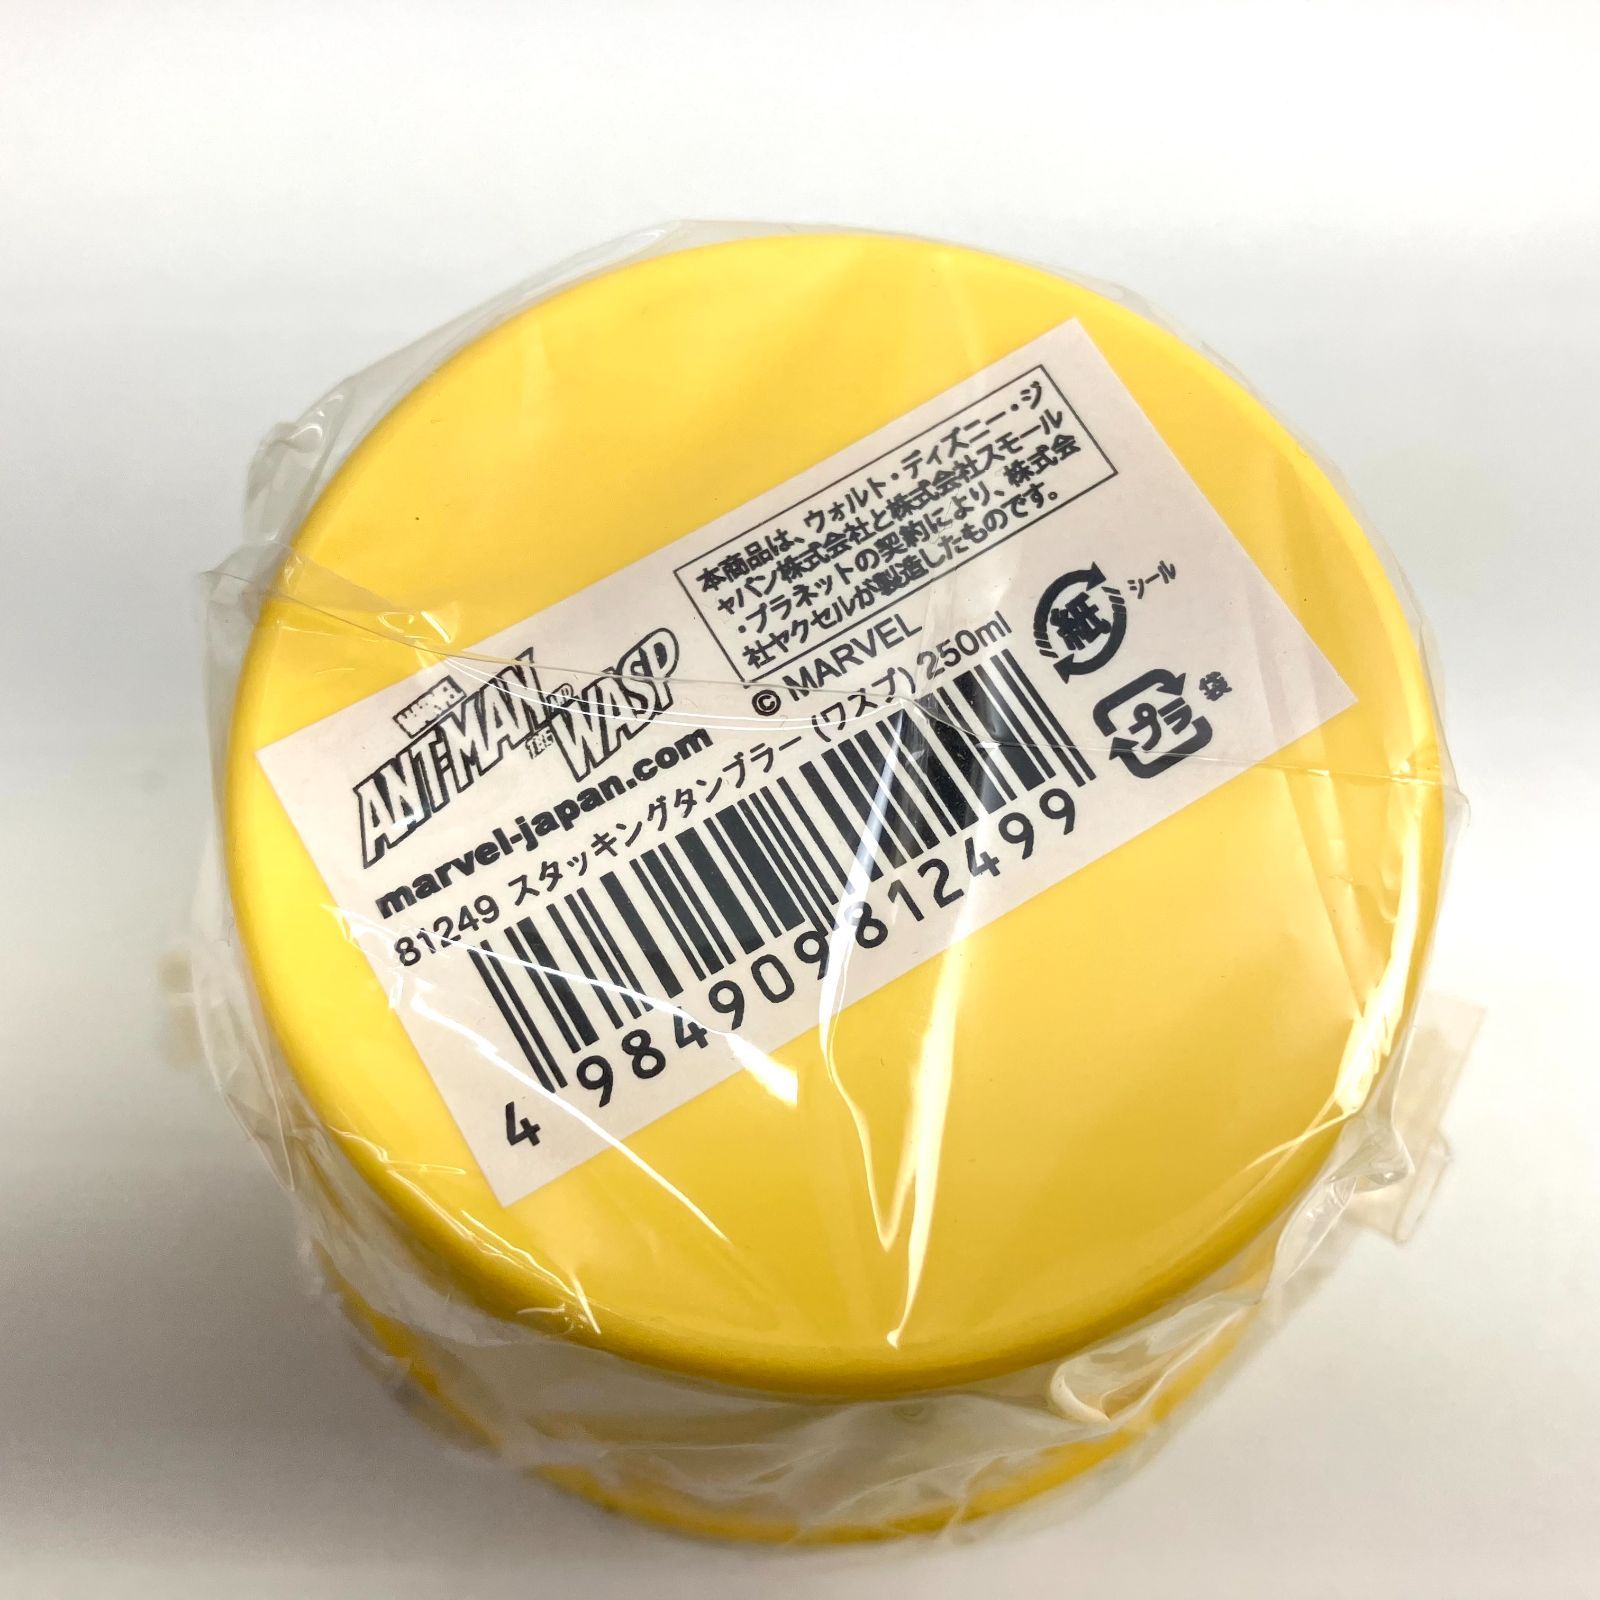 MARVEL
ANT-MAN AND
THE WASP
marvel-japan.com
本商品は、ウォルト・ディズニー・ジ
ャパン株式会社と株式会社スモール
・プラネットの契約により、株式会
社ヤクセルが製造したものです。
© MARVEL
81249 スタッキングタンブラー (ワスプ) 250ml
4 984909 812499
紙
シール
プラ
袋